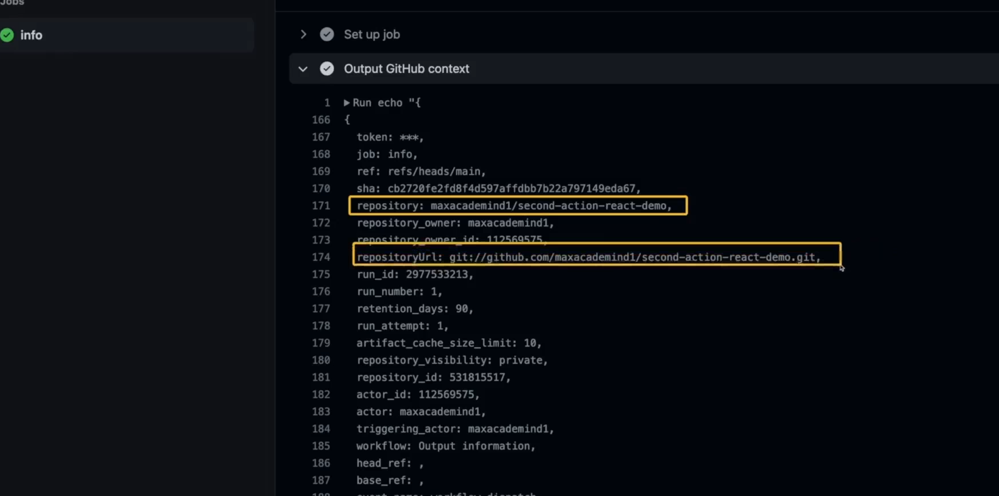 Jobs
info
Set up job
Output GitHub context
1 Run echo "{
166 {
167 token: ***,
168 job: info,
169 ref: refs/heads/main,
170 sha: cb2720fe2fd8f4d597affdbb7b22a797149eda67,
171 repository: maxacademind1/second-action-react-demo,
172 repository_owner: maxacademind1,
173 repository_owner_id: 112569575,
174 repositoryUrl: git://github.com/maxacademind1/second-action-react-demo.git,
175 run_id: 2977533213,
176 run_number: 1,
177 retention_days: 90,
178 run_attempt: 1,
179 artifact_cache_size_limit: 10,
180 repository_visibility: private,
181 repository_id: 531815517,
182 actor_id: 112569575,
183 actor: maxacademind1,
184 triggering_actor: maxacademind1,
185 workflow: Output information,
186 head_ref: ,
187 base_ref: ,
188 event_name: workflow_dispatch,